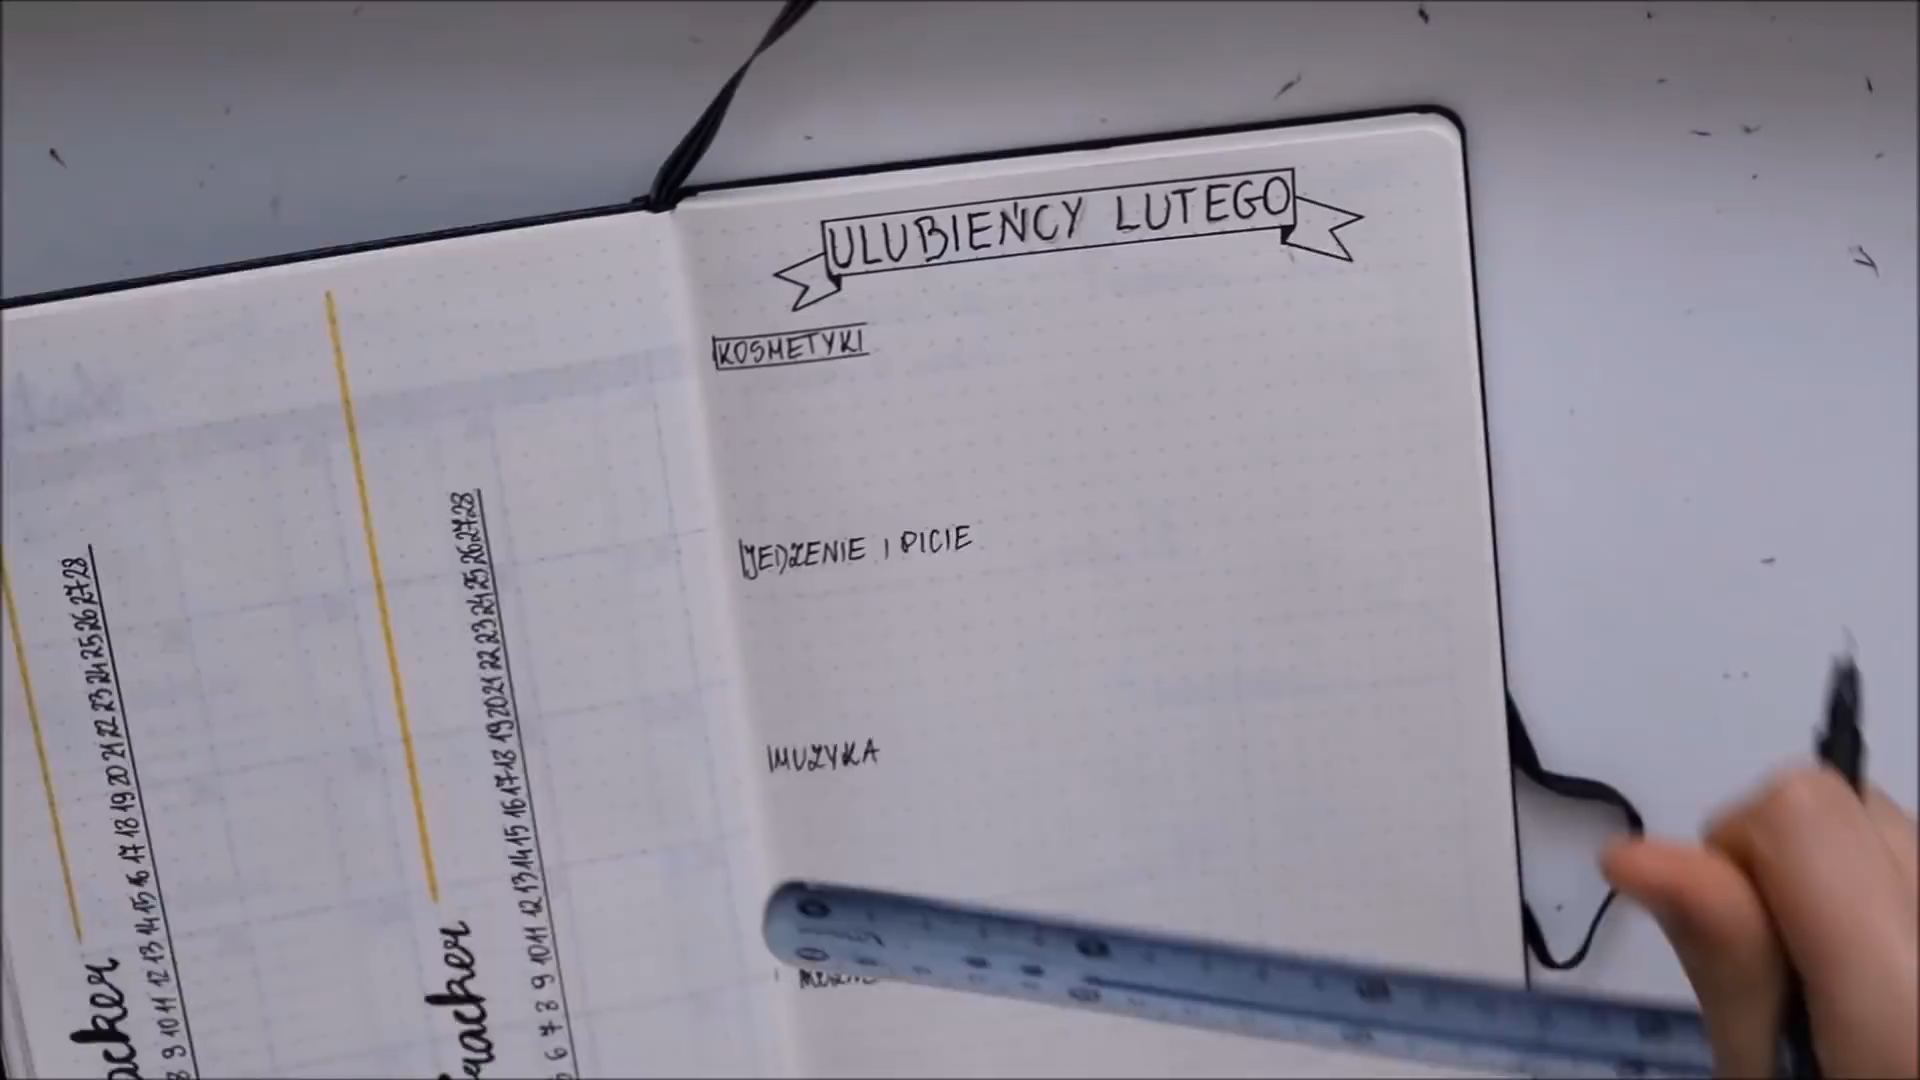 ULUBIEŃCY LUTEGO
KOSMETYKI
JEDZENIE I PICIE
MUZYKA
acker
8 9 10 11 12 13 14 15 16 17 18 19 20 21 22 23 24 25 26 27 28
racker
6 7 8 9 10 11 12 13 14 15 16 17 18 19 20 21 22 23 24 25 26 27 28